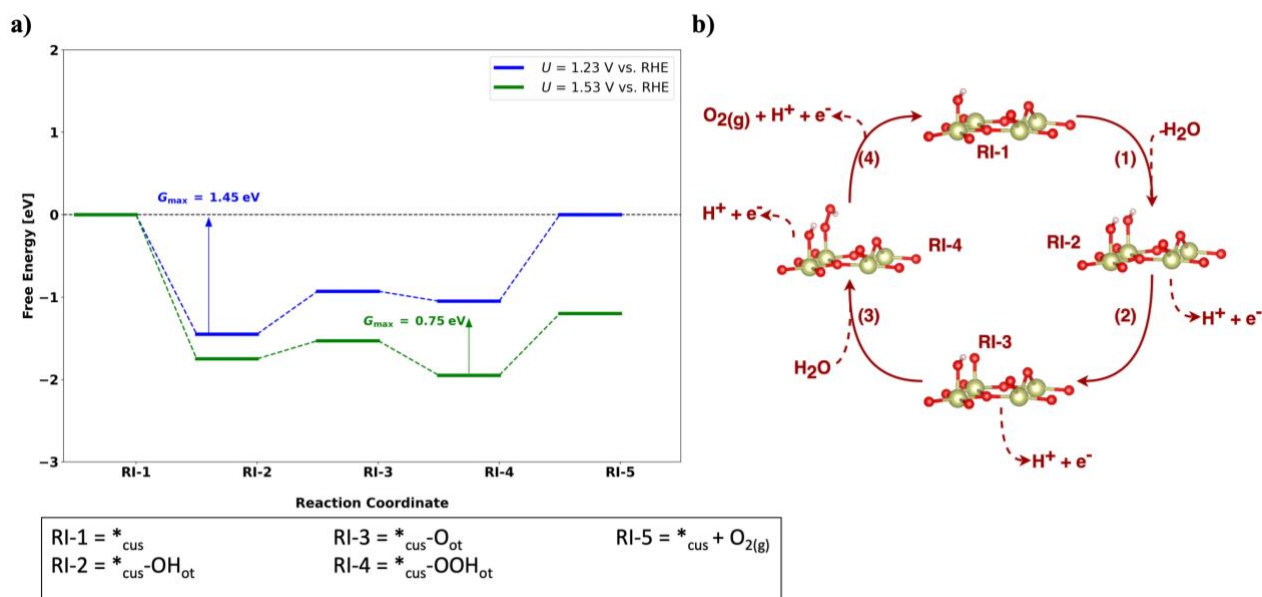 a)
2
1
0
−1
−2
−3
Free Energy [eV]
U = 1.23 V vs. RHE
U = 1.53 V vs. RHE
Gmax = 1.45 eV
Gmax = 0.75 eV
RI-1 RI-2 RI-3 RI-4 RI-5
Reaction Coordinate
b)
O2(g) + H+ + e-
RI-1
(4)
(1)
H2O
H+ + e-
RI-4
RI-2
(3)
(2)
H+ + e-
H2O
RI-3
H+ + e-
RI-1 = *cus RI-3 = *cus-Oot RI-5 = *cus + O2(g)
RI-2 = *cus-OHot RI-4 = *cus-OOHot